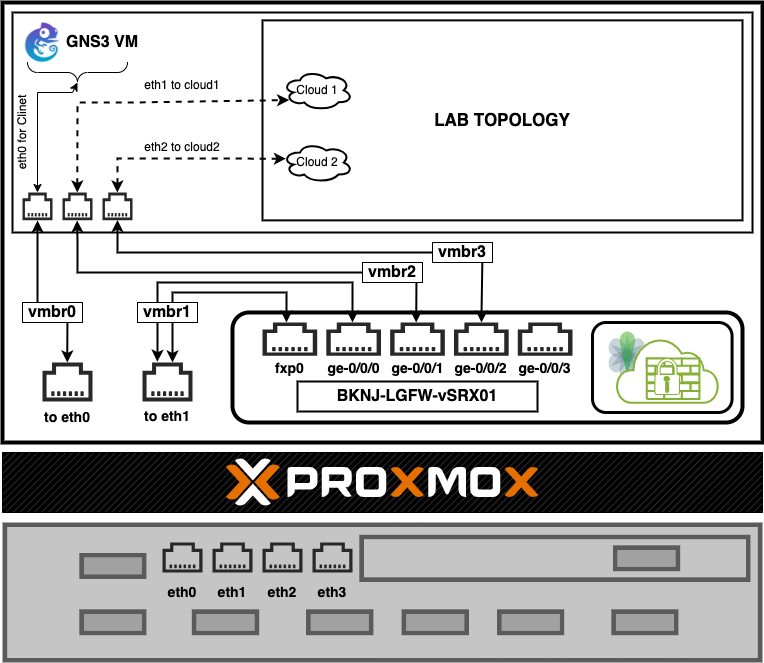 GNS3 VM
eth0 for Clinet
eth1 to cloud1
Cloud 1
LAB TOPOLOGY
eth2 to cloud2
Cloud 2
vmbr3
vmbr2
vmbr0
vmbr1
fxp0
ge-0/0/0
ge-0/0/1
ge-0/0/2
ge-0/0/3
BKNJ-LGFW-vSRX01
to eth0
to eth1
PROXMOX
eth0
eth1
eth2
eth3